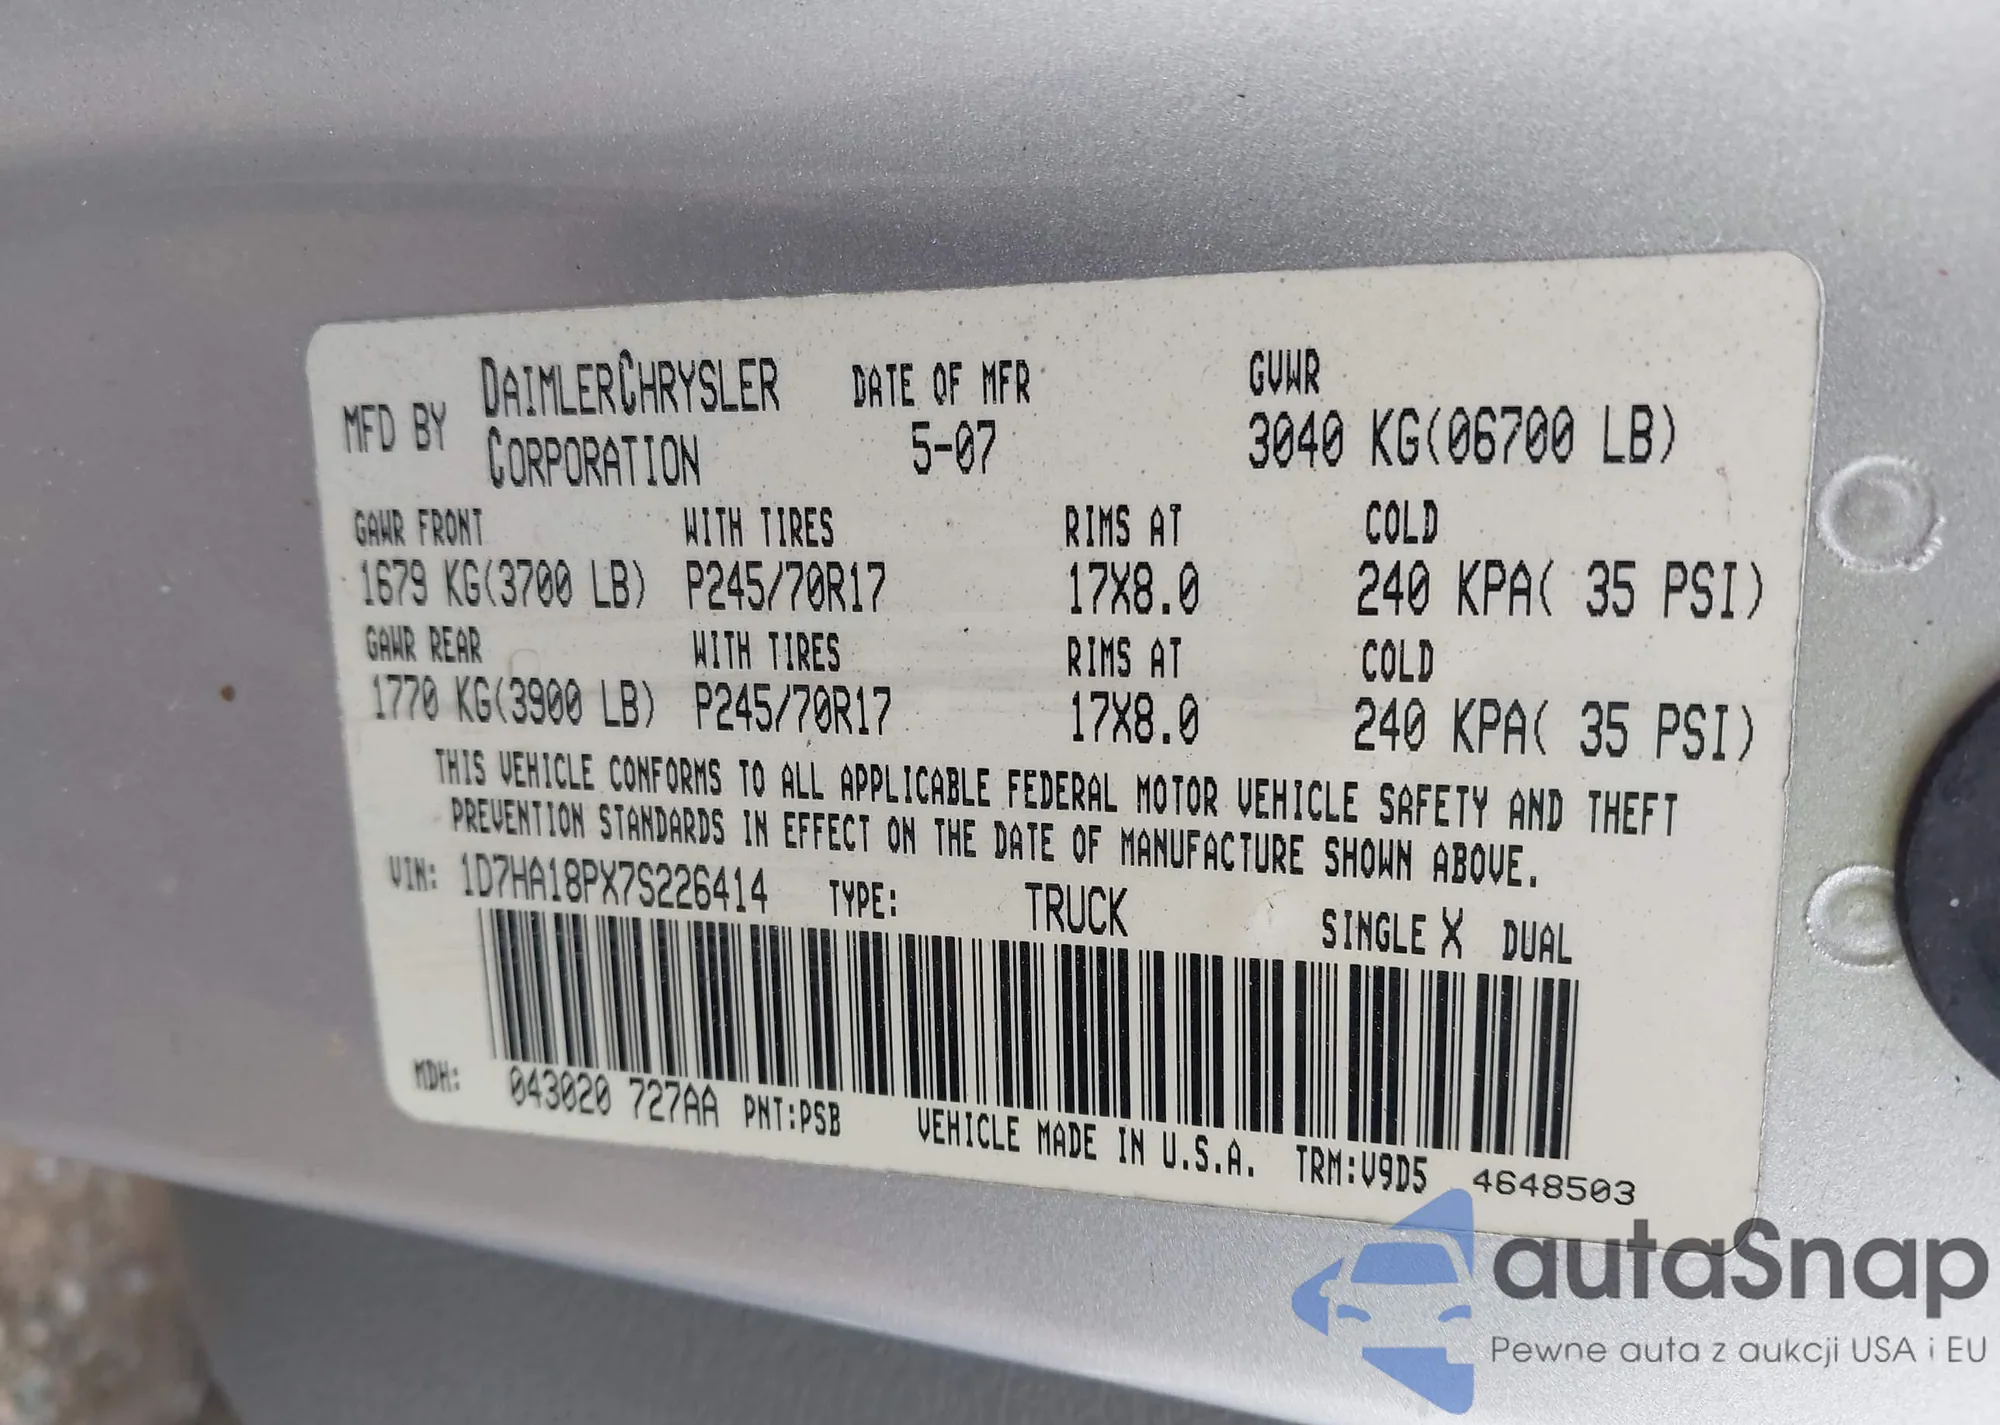 MFD BY DAIMLERCHRYSLER CORPORATION DATE OF MFR 5-07 GVWR 3040 KG(06700 LB)
GAWR FRONT WITH TIRES RIMS AT COLD
1679 KG(3700 LB) P245/70R17 17X8.0 240 KPA( 35 PSI)
GAWR REAR WITH TIRES RIMS AT COLD
1770 KG(3900 LB) P245/70R17 17X8.0 240 KPA( 35 PSI)
THIS VEHICLE CONFORMS TO ALL APPLICABLE FEDERAL MOTOR VEHICLE SAFETY AND THEFT
PREVENTION STANDARDS IN EFFECT ON THE DATE OF MANUFACTURE SHOWN ABOVE.
VIN: 1D7HA18PX7S226414 TYPE: TRUCK SINGLE X DUAL
MDH: 043020 727AA PNT:PSB VEHICLE MADE IN U.S.A. TRM:V9D5 4648503
autaSnap
Pewne auta z aukcji USA i EU